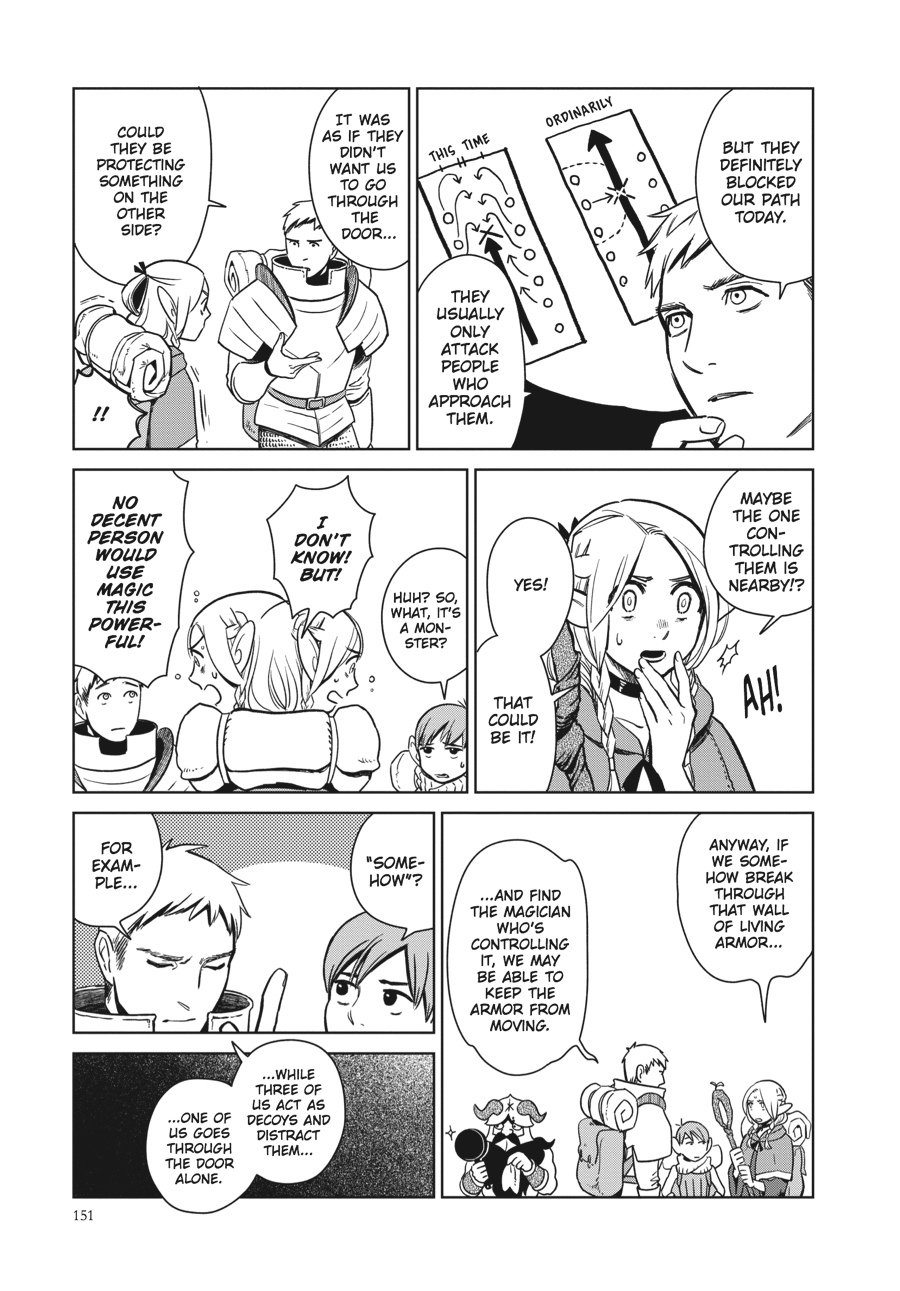 BUT THEY
DEFINITELY
BLOCKED
OUR PATH
TODAY.
ORDINARILY
THIS TIME
THEY
USUALLY
ONLY
ATTACK
PEOPLE
WHO
APPROACH
THEM.
IT WAS
AS IF THEY
DIDN'T
WANT US
TO GO
THROUGH
THE
DOOR...
COULD
THEY BE
PROTECTING
SOMETHING
ON THE
OTHER
SIDE?
!!
MAYBE
THE ONE
CON-
TROLLING
THEM IS
NEARBY!?
AH!
YES!
THAT
COULD
BE IT!
HUH? SO,
WHAT, IT'S
A MON-
STER?
I
DON'T
KNOW!
BUT!
NO
DECENT
PERSON
WOULD
USE
MAGIC
THIS
POWER-
FUL!
ANYWAY, IF
WE SOME-
HOW BREAK
THROUGH
THAT WALL
OF LIVING
ARMOR...
...AND FIND
THE MAGICIAN
WHO'S
CONTROLLING
IT, WE MAY
BE ABLE TO
KEEP THE
ARMOR FROM
MOVING.
"SOME-
HOW"?
FOR
EXAM-
PLE...
...WHILE
THREE OF
US ACT AS
DECOYS AND
DISTRACT
THEM...
...ONE OF
US GOES
THROUGH
THE DOOR
ALONE.
151